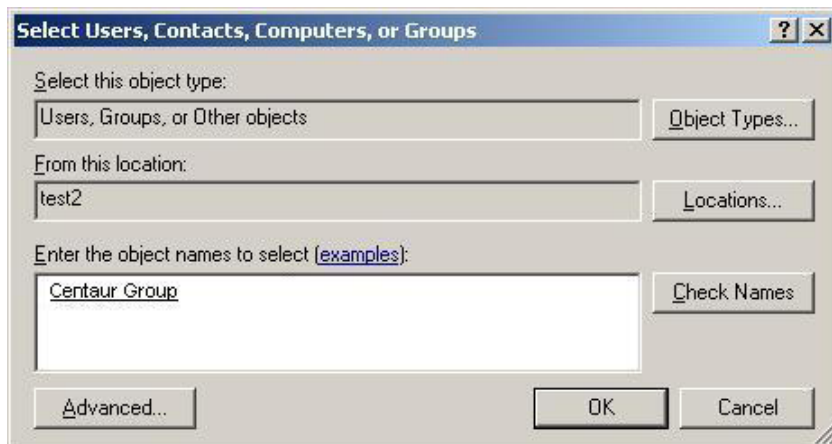 Select Users, Contacts, Computers, or Groups
Select this object type:
Users, Groups, or Other objects
Object Types...
From this location:
test2
Locations...
Enter the object names to select (examples):
Centaur Group
Check Names
Advanced...
OK
Cancel